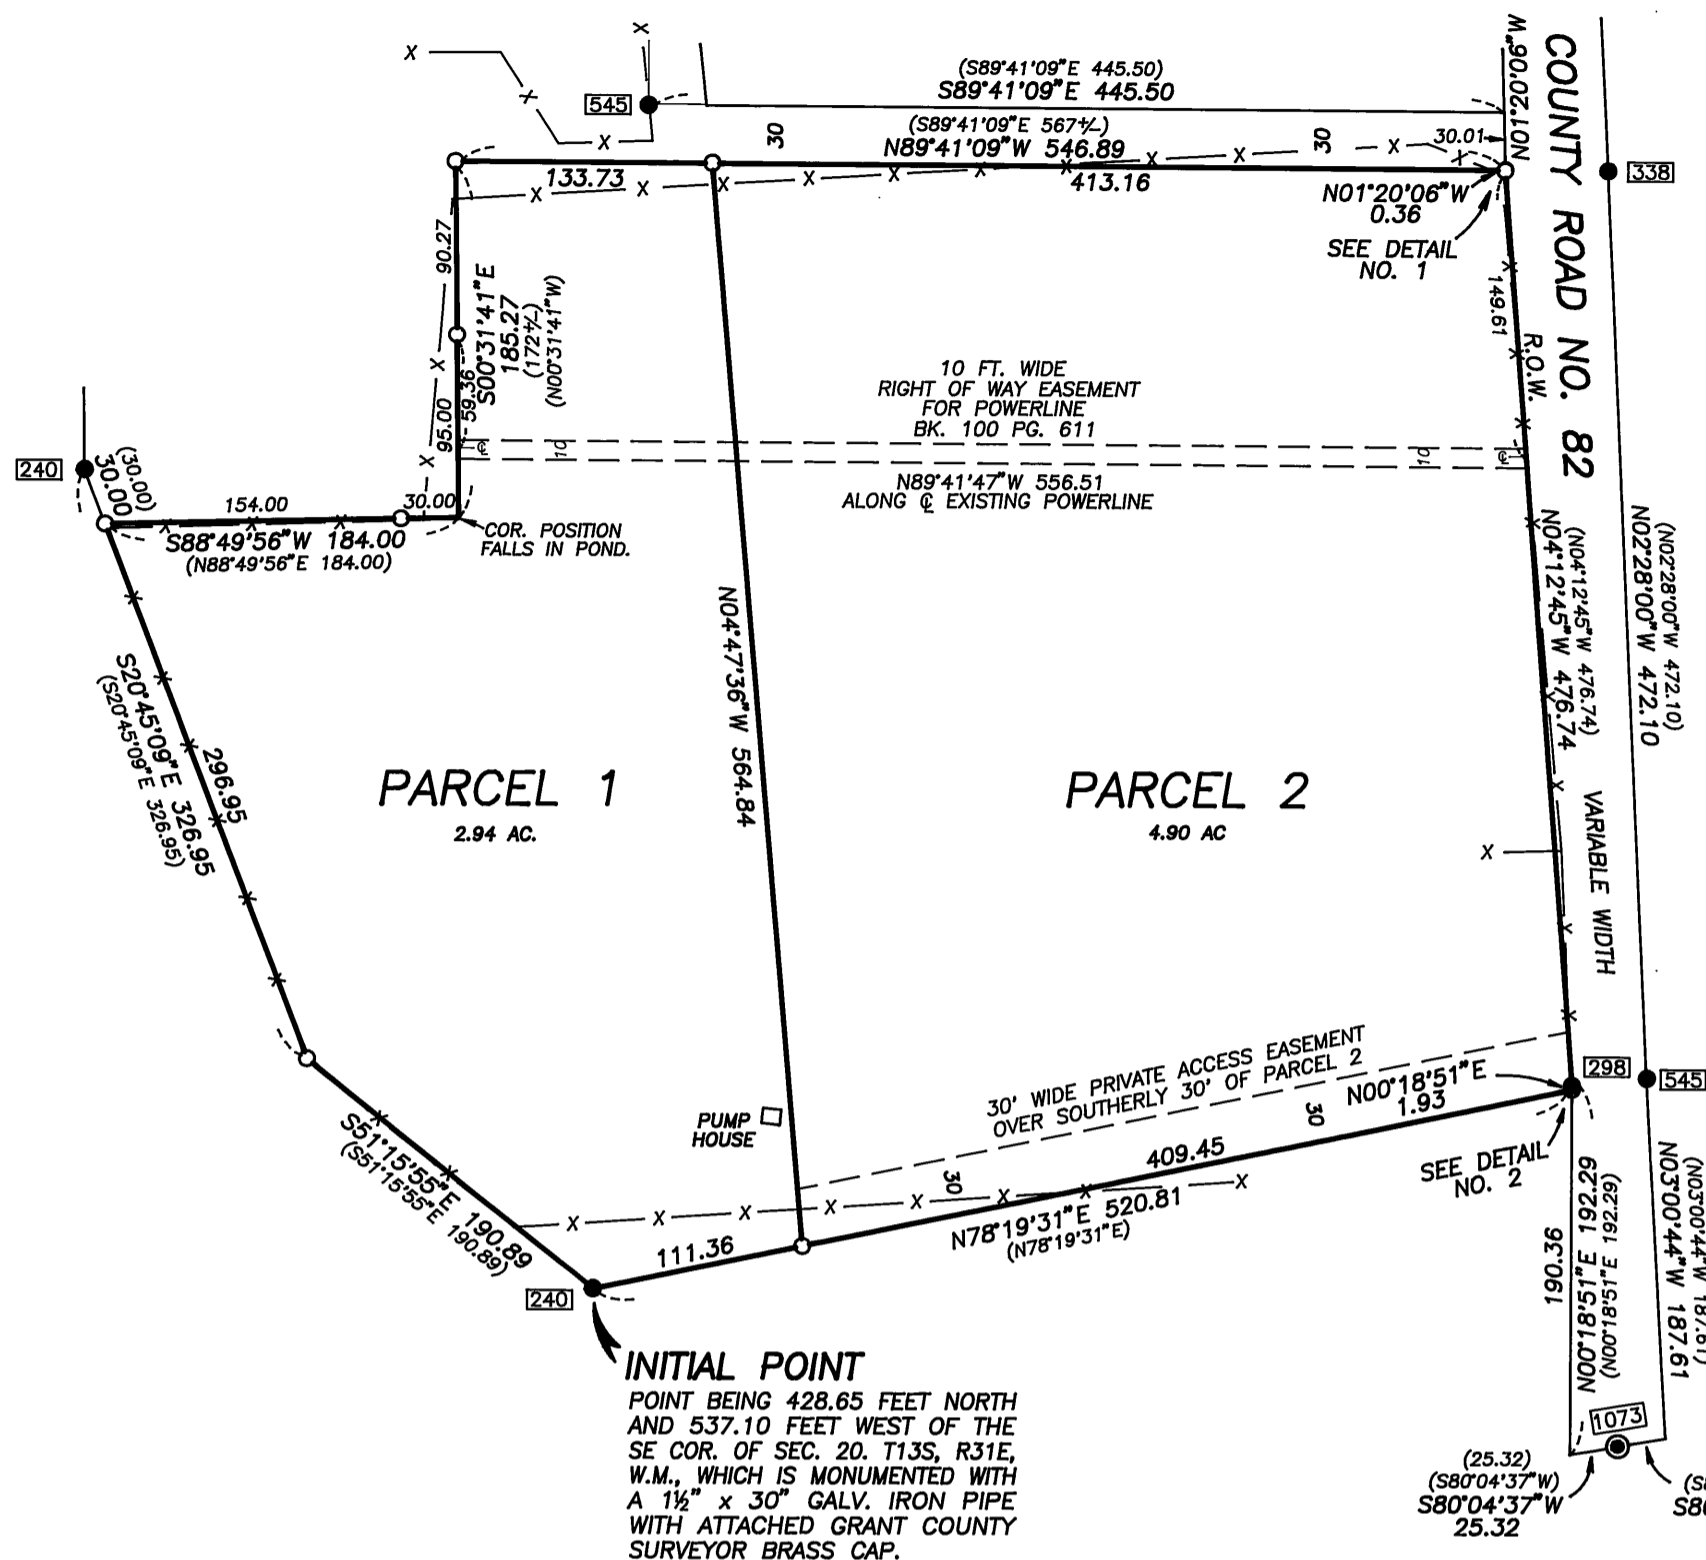 (S89°41'09"E 445.50)
S89°41'09"E 445.50
545
(S89°41'09"E 567+/-)
N89°41'09"W 546.89
30
30
30.01
133.73
413.16
N01°20'06"W
N01°20'06"W
0.36
SEE DETAIL
NO. 1
COUNTY ROAD NO. 82
338
90.27
S00°31'41"E
185.27
(172+/-)
(N00°31'41"W)
95.00
59.36
149.61
R.O.W.
10 FT. WIDE
RIGHT OF WAY EASEMENT
FOR POWERLINE
BK. 100 PG. 611
℄
10
10
℄
N89°41'47"W 556.51
ALONG ℄ EXISTING POWERLINE
240
(30.00)
30.00
154.00
30.00
S88°49'56"W 184.00
(N88°49'56"E 184.00)
COR. POSITION
FALLS IN POND.
(N04°12'45"W 476.74)
N04°12'45"W 476.74
(N02°28'00"W 472.10)
N02°28'00"W 472.10
N04°47'36"W 564.84
296.95
S20°45'09"E 326.95
(S20°45'09"E 326.95)
PARCEL 1
2.94 AC.
PARCEL 2
4.90 AC
VARIABLE WIDTH
30' WIDE PRIVATE ACCESS EASEMENT
OVER SOUTHERLY 30' OF PARCEL 2
N00°18'51"E
1.93
298
545
PUMP
HOUSE
30
30
409.45
SEE DETAIL
NO. 2
S51°15'55"E 190.89
(S51°15'55"E 190.89)
111.36
N78°19'31"E 520.81
(N78°19'31"E)
240
190.36
N00°18'51"E 192.29
(N00°18'51"E 192.29)
(N03°00'44"W 187.61)
N03°00'44"W 187.61
INITIAL POINT
POINT BEING 428.65 FEET NORTH
AND 537.10 FEET WEST OF THE
SE COR. OF SEC. 20. T13S, R31E,
W.M., WHICH IS MONUMENTED WITH
A 1½" x 30" GALV. IRON PIPE
WITH ATTACHED GRANT COUNTY
SURVEYOR BRASS CAP.
1073
(25.32)
(S80°04'37"W)
S80°04'37"W
25.32